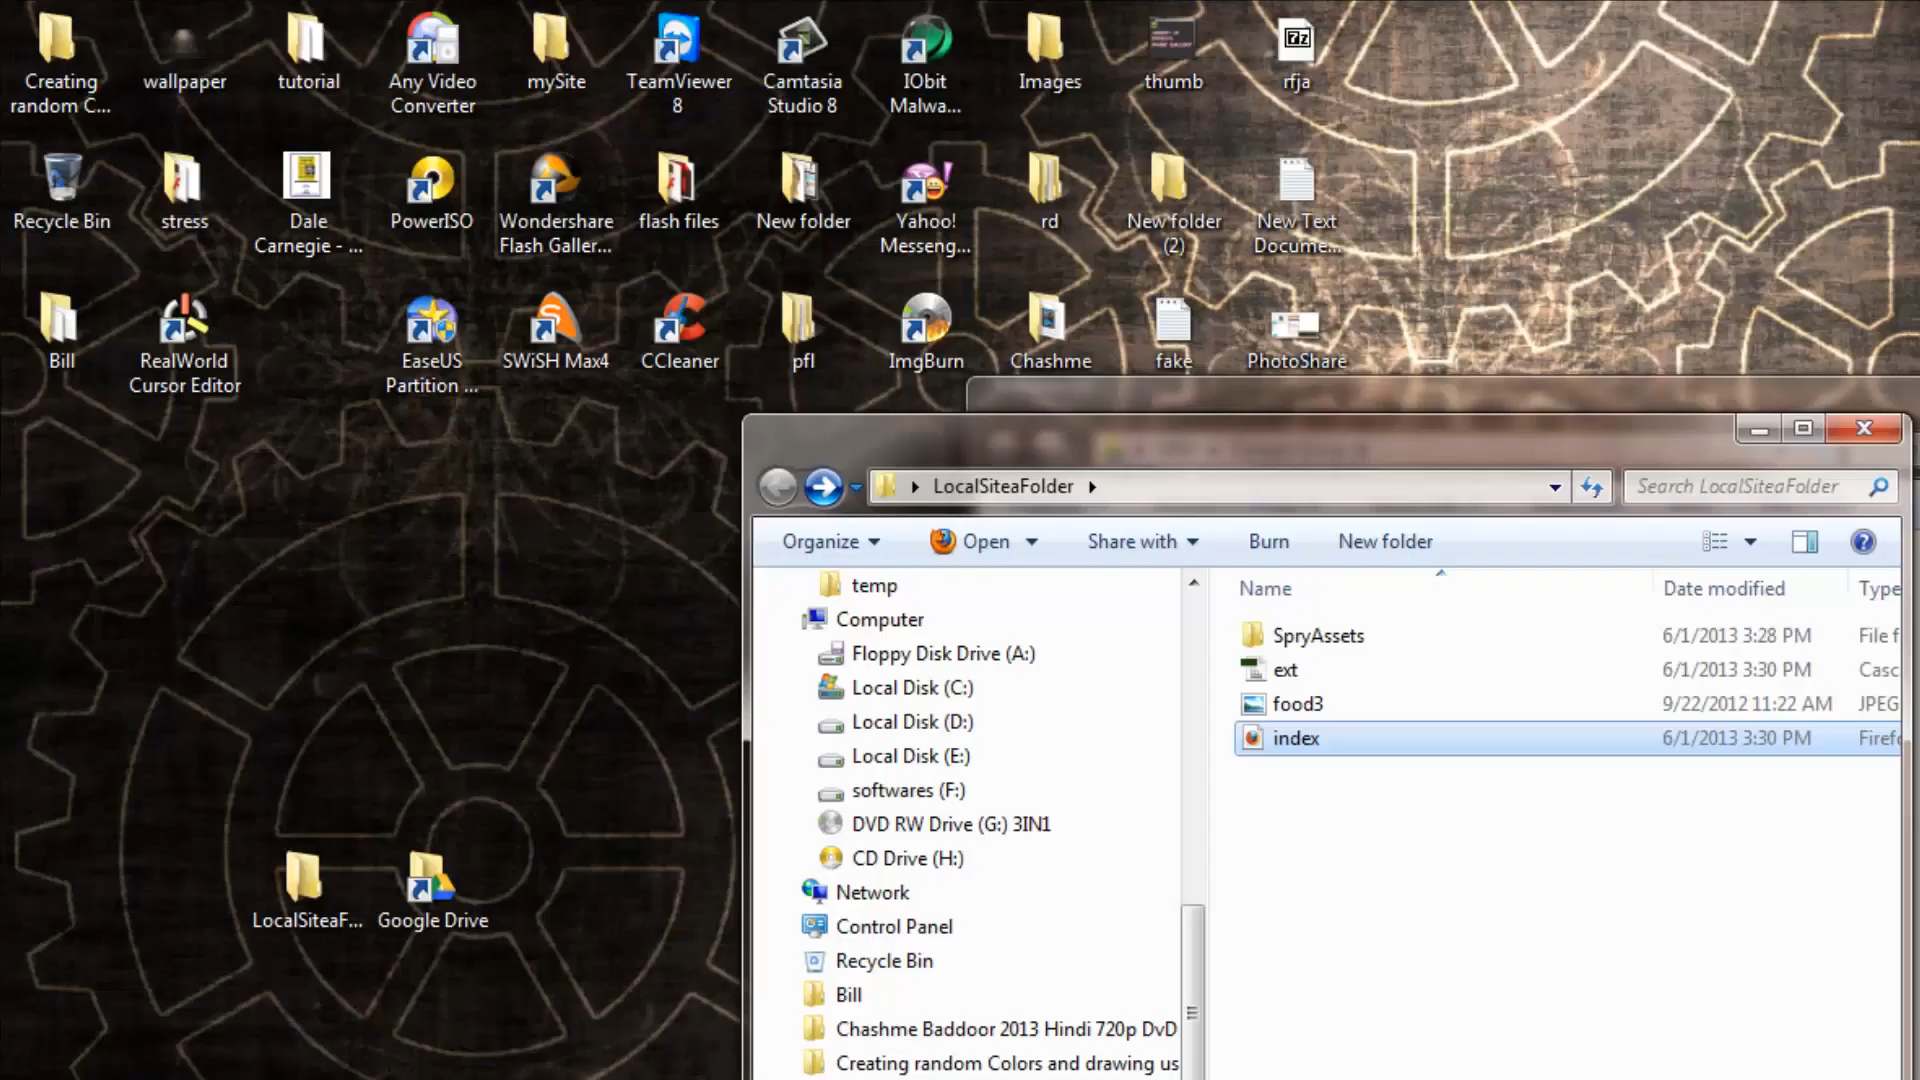 Creating random C...
wallpaper
tutorial
Any Video Converter
mySite
TeamViewer 8
Camtasia Studio 8
IObit Malwa...
Images
thumb
rfja
7z
Recycle Bin
stress
Dale Carnegie - ...
PowerISO
Wondershare Flash Galler...
flash files
New folder
Yahoo! Messeng...
rd
New folder (2)
New Text Docume...
Bill
RealWorld Cursor Editor
EaseUS Partition ...
SWiSH Max4
CCleaner
pfl
ImgBurn
Chashme
fake
PhotoShare
LocalSiteaF...
Google Drive
LocalSiteaFolder
Search LocalSiteaFolder
Organize
Open
Share with
Burn
New folder
temp
Computer
Floppy Disk Drive (A:)
Local Disk (C:)
Local Disk (D:)
Local Disk (E:)
softwares (F:)
DVD RW Drive (G:) 3IN1
CD Drive (H:)
Network
Control Panel
Recycle Bin
Bill
Chashme Baddoor 2013 Hindi 720p DvD
Creating random Colors and drawing us
Name Date modified Type
SpryAssets 6/1/2013 3:28 PM File f
ext 6/1/2013 3:30 PM Casc
food3 9/22/2012 11:22 AM JPEG
index 6/1/2013 3:30 PM Firefo